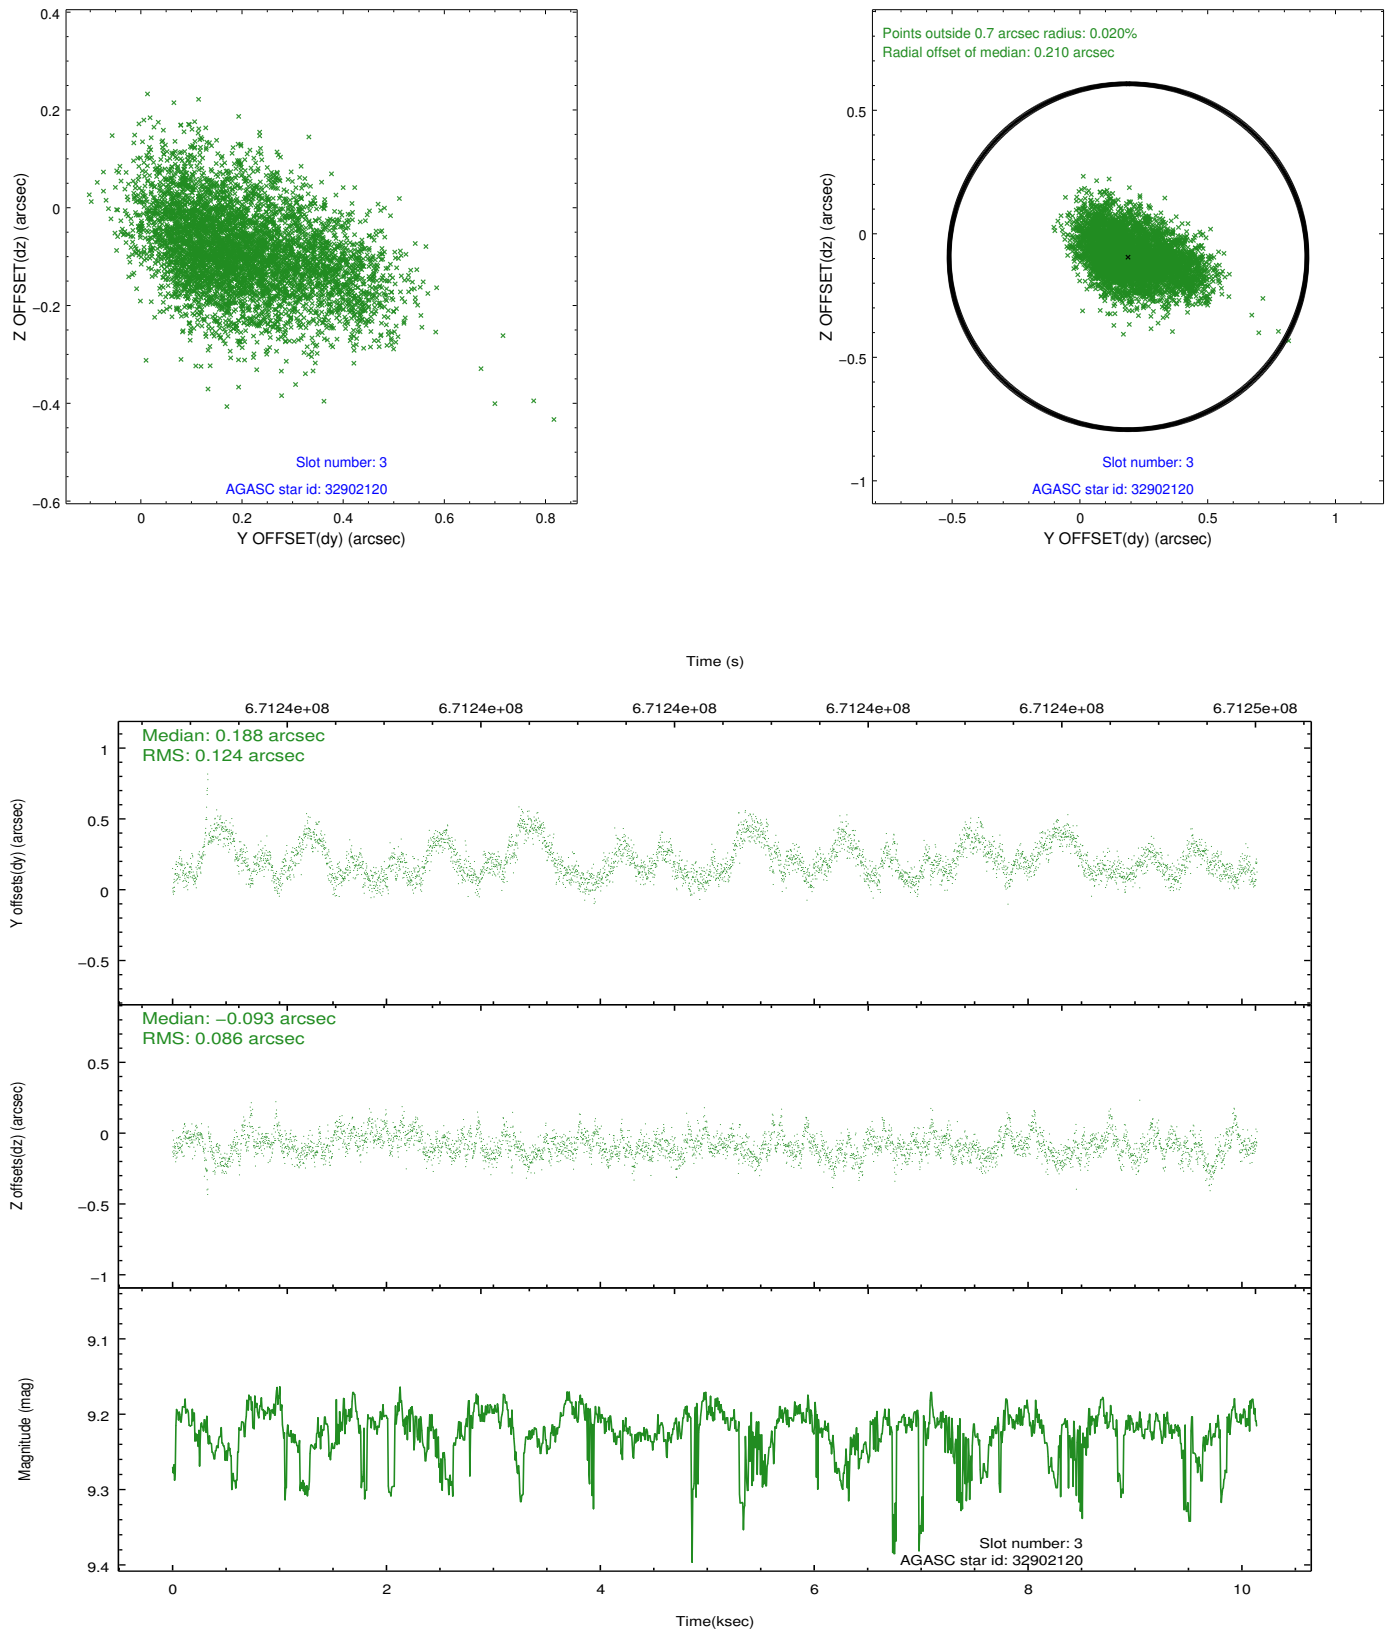 0.4
0.2
0
−0.2
−0.4
−0.6
Z OFFSET(dz) (arcsec)
Slot number: 3
AGASC star id: 32902120
0
0.2
0.4
0.6
0.8
Y OFFSET(dy) (arcsec)
Points outside 0.7 arcsec radius: 0.020%
Radial offset of median: 0.210 arcsec
0.5
0
−0.5
−1
Z OFFSET(dz) (arcsec)
Slot number: 3
AGASC star id: 32902120
−0.5
0
0.5
1
Y OFFSET(dy) (arcsec)
Time (s)
6.7124e+08
6.7124e+08
6.7124e+08
6.7124e+08
6.7124e+08
6.7125e+08
Median: 0.188 arcsec
RMS: 0.124 arcsec
1
0.5
0
−0.5
Y offsets(dy) (arcsec)
Median: −0.093 arcsec
RMS: 0.086 arcsec
0.5
0
−0.5
−1
Z offsets(dz) (arcsec)
9.1
9.2
9.3
9.4
Magnitude (mag)
Slot number: 3
AGASC star id: 32902120
0
2
4
6
8
10
Time(ksec)